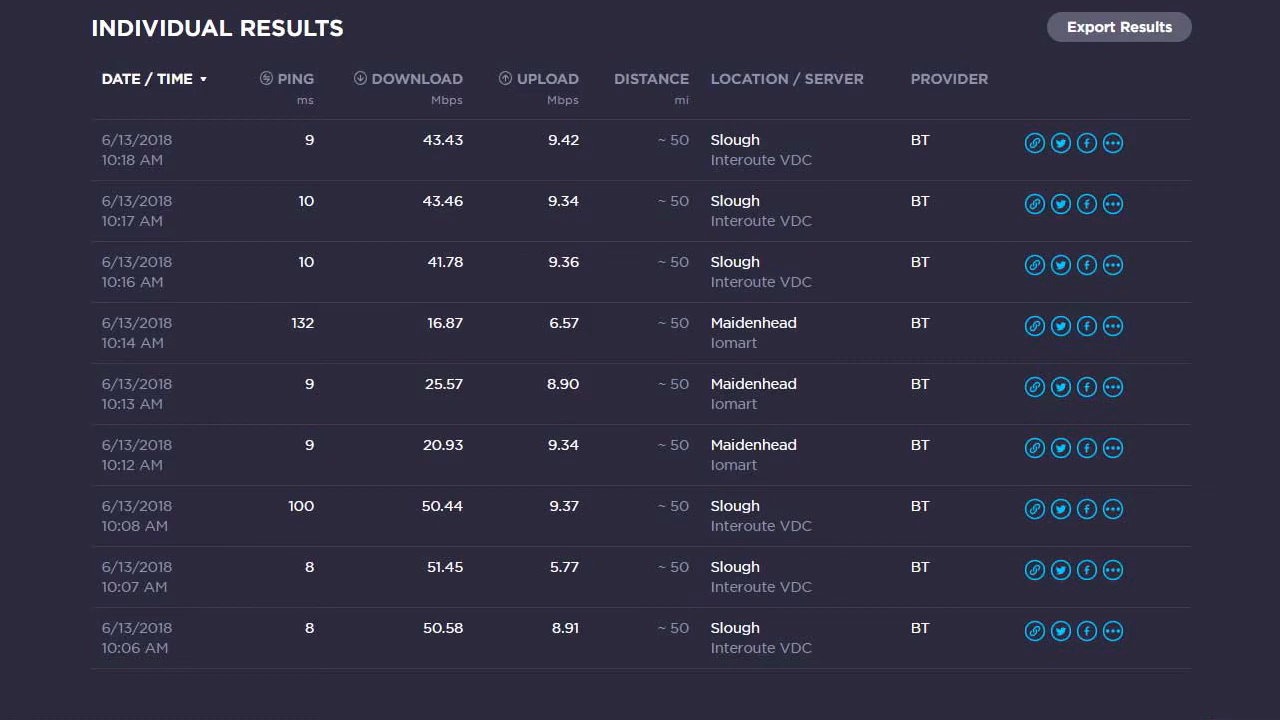 INDIVIDUAL RESULTS
Export Results
DATE / TIME PING DOWNLOAD UPLOAD DISTANCE LOCATION / SERVER PROVIDER
ms Mbps Mbps mi
6/13/2018 9 43.43 9.42 ~ 50 Slough BT
10:18 AM Interoute VDC
6/13/2018 10 43.46 9.34 ~ 50 Slough BT
10:17 AM Interoute VDC
6/13/2018 10 41.78 9.36 ~ 50 Slough BT
10:16 AM Interoute VDC
6/13/2018 132 16.87 6.57 ~ 50 Maidenhead BT
10:14 AM Iomart
6/13/2018 9 25.57 8.90 ~ 50 Maidenhead BT
10:13 AM Iomart
6/13/2018 9 20.93 9.34 ~ 50 Maidenhead BT
10:12 AM Iomart
6/13/2018 100 50.44 9.37 ~ 50 Slough BT
10:08 AM Interoute VDC
6/13/2018 8 51.45 5.77 ~ 50 Slough BT
10:07 AM Interoute VDC
6/13/2018 8 50.58 8.91 ~ 50 Slough BT
10:06 AM Interoute VDC